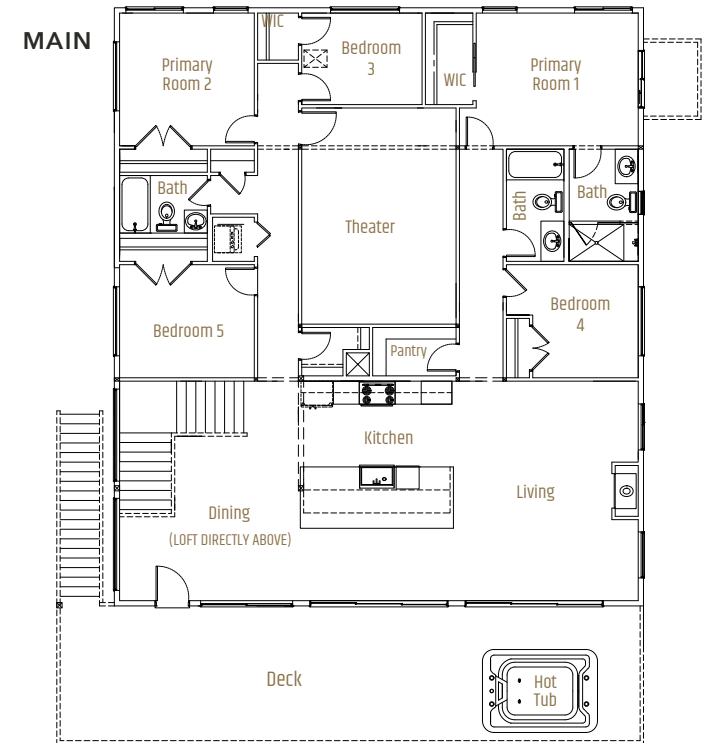 MAIN
WIC
Primary
Room 2
Bedroom
3
WIC
Primary
Room 1
Bath
Theater
Bath
Bath
Bedroom 5
Bedroom
4
Pantry
Kitchen
Living
Dining
(LOFT DIRECTLY ABOVE)
Deck
Hot
Tub